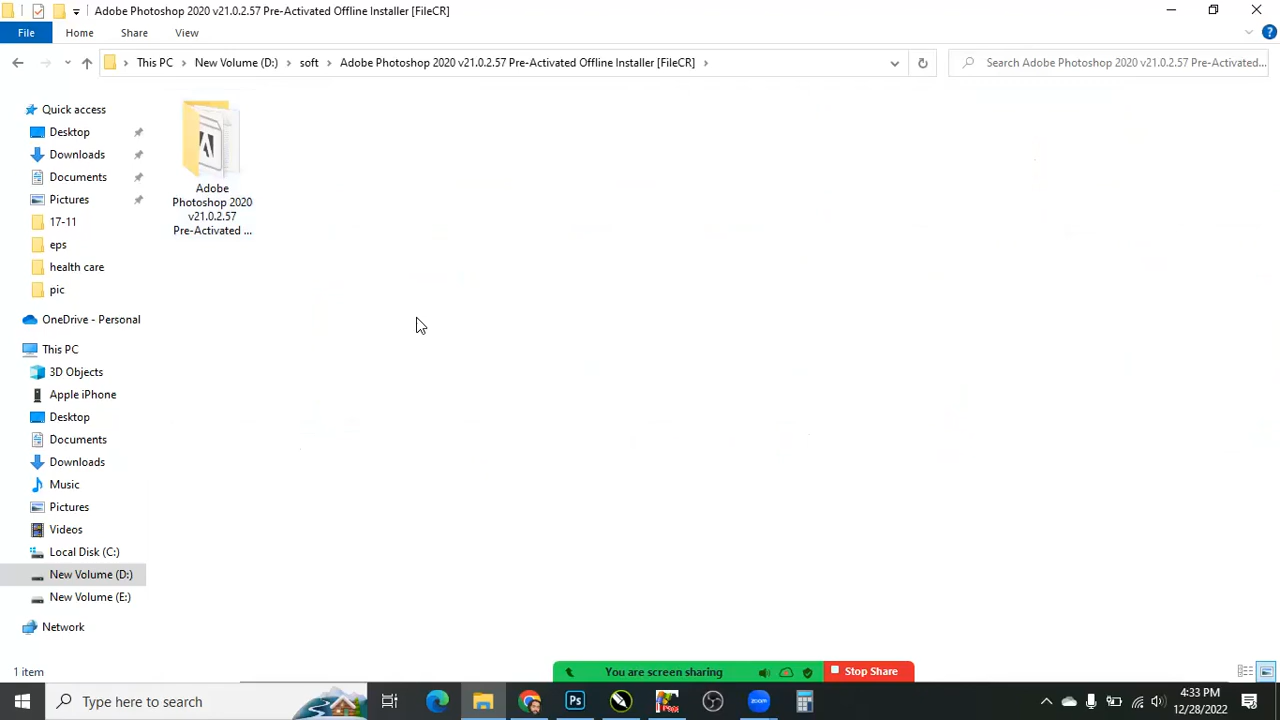 Adobe Photoshop 2020 v21.0.2.57 Pre-Activated Offline Installer [FileCR]
File
Home
Share
View
This PC
New Volume (D:)
soft
Adobe Photoshop 2020 v21.0.2.57 Pre-Activated Offline Installer [FileCR]
Search Adobe Photoshop 2020 v21.0.2.57 Pre-Activated...
Quick access
Desktop
Downloads
Documents
Pictures
17-11
eps
health care
pic
OneDrive - Personal
This PC
3D Objects
Apple iPhone
Desktop
Documents
Downloads
Music
Pictures
Videos
Local Disk (C:)
New Volume (D:)
New Volume (E:)
Network
Adobe
Photoshop 2020
v21.0.2.57
Pre-Activated ...
1 item
You are screen sharing
Stop Share
Type here to search
Ps
zoom
4:33 PM
12/28/2022